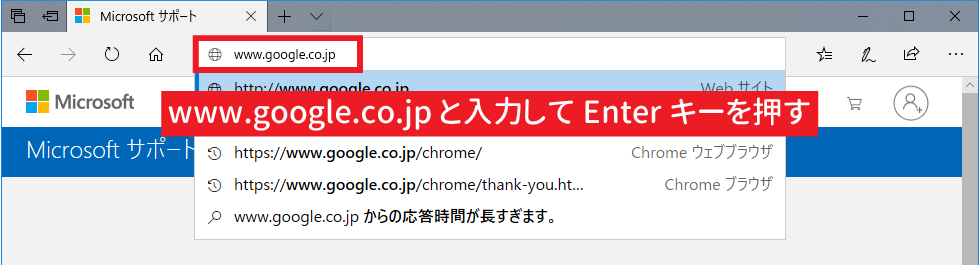 Microsoft サポート
www.google.co.jp
http://www.google.co.jp Web サイト
Microsoft
www.google.co.jp と入力して Enter キーを押す
Microsoft サポート
https://www.google.co.jp/chrome/ Chrome ウェブブラウザ
https://www.google.co.jp/chrome/thank-you.ht... Chrome ブラウザ
www.google.co.jp からの応答時間が長すぎます。